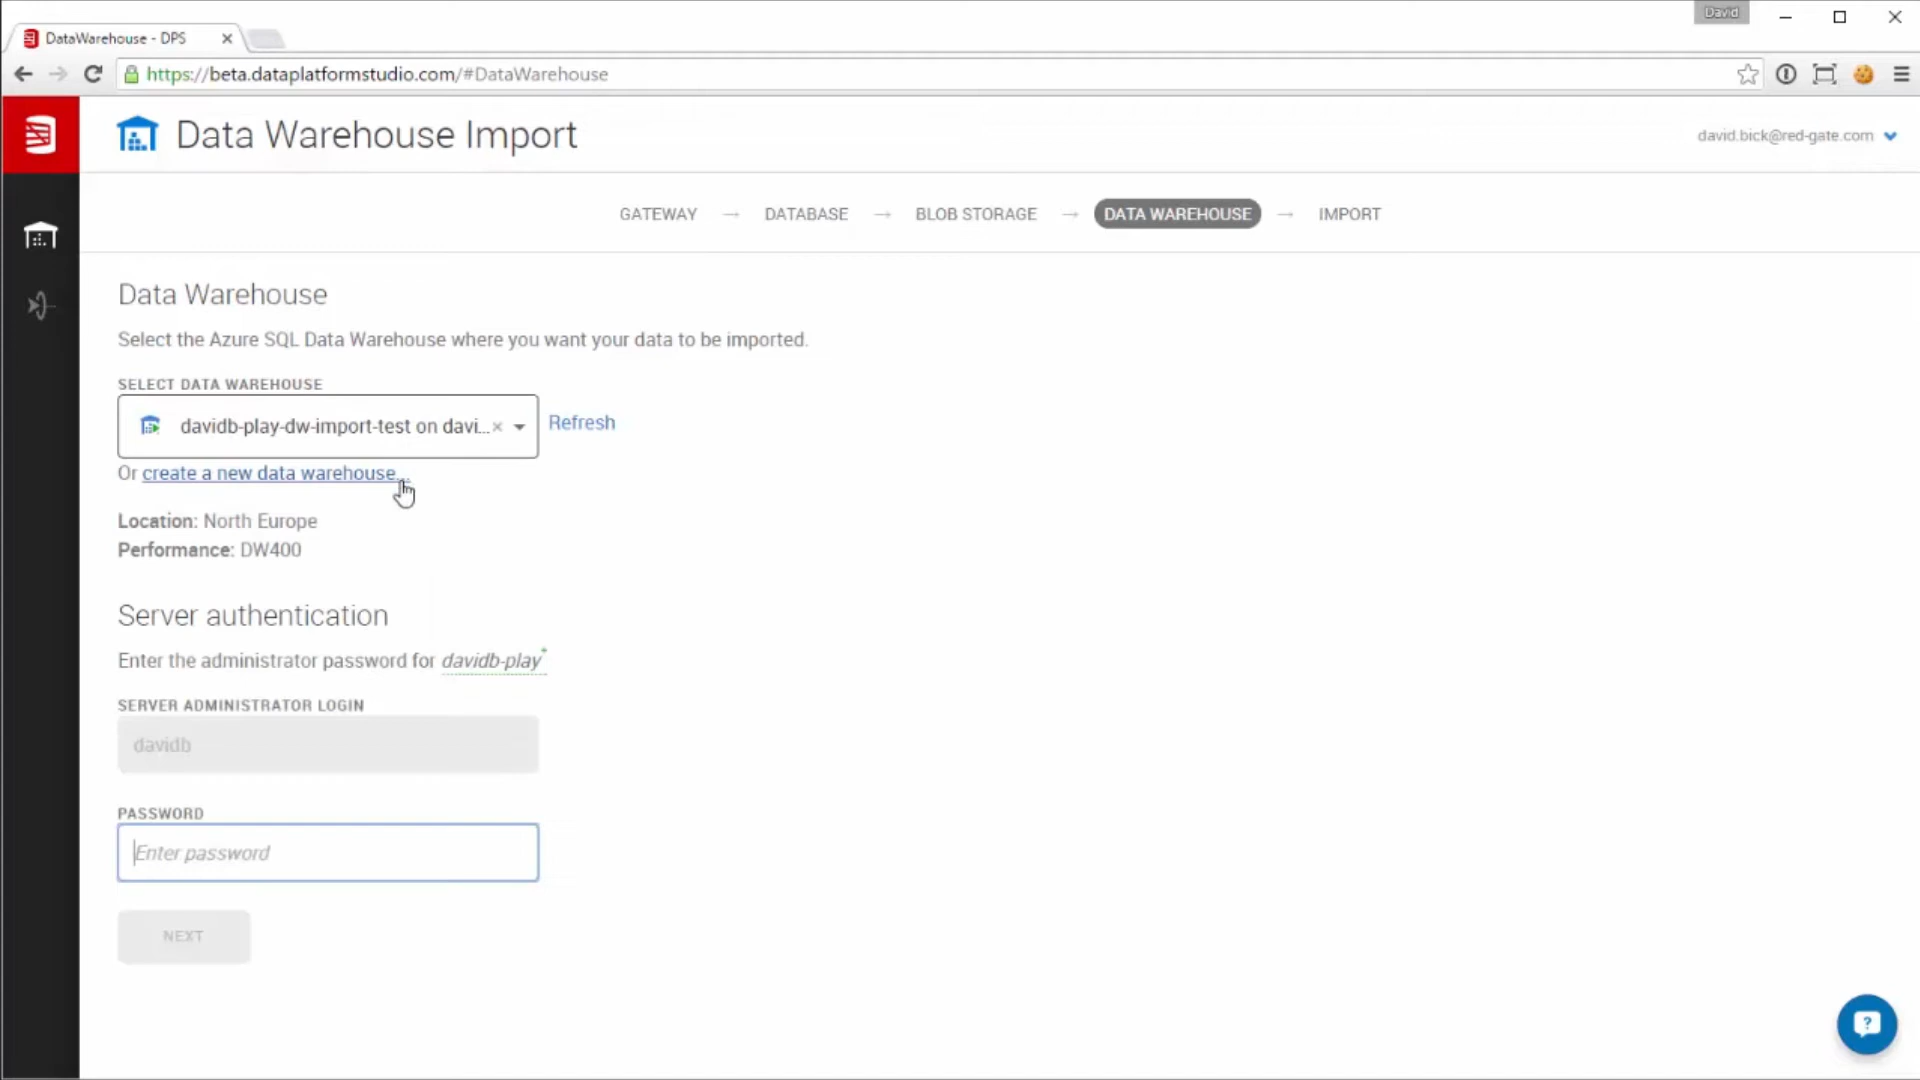 David
DataWarehouse - DPS
https://beta.dataplatformstudio.com/#DataWarehouse
Data Warehouse Import
david.bick@red-gate.com
GATEWAY → DATABASE → BLOB STORAGE → DATA WAREHOUSE → IMPORT
Data Warehouse
Select the Azure SQL Data Warehouse where you want your data to be imported.
SELECT DATA WAREHOUSE
davidb-play-dw-import-test on davi...
Refresh
Or create a new data warehouse...
Location: North Europe
Performance: DW400
Server authentication
Enter the administrator password for davidb-play*
SERVER ADMINISTRATOR LOGIN
davidb
PASSWORD
Enter password
NEXT